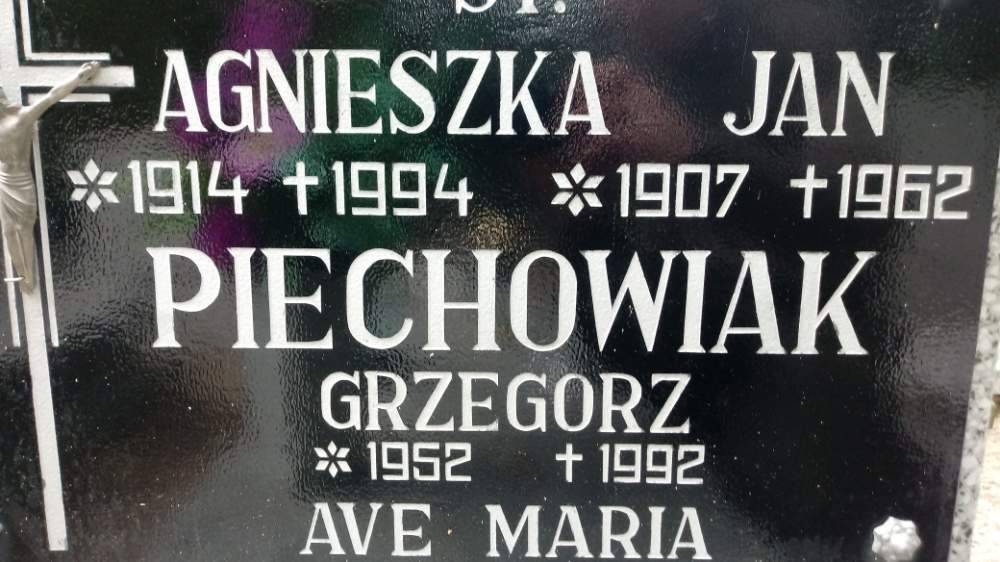 AGNIESZKA JAN
*1914 †1994 *1907 †1962
PIECHOWIAK
GRZEGORZ
*1952 †1992
AVE MARIA